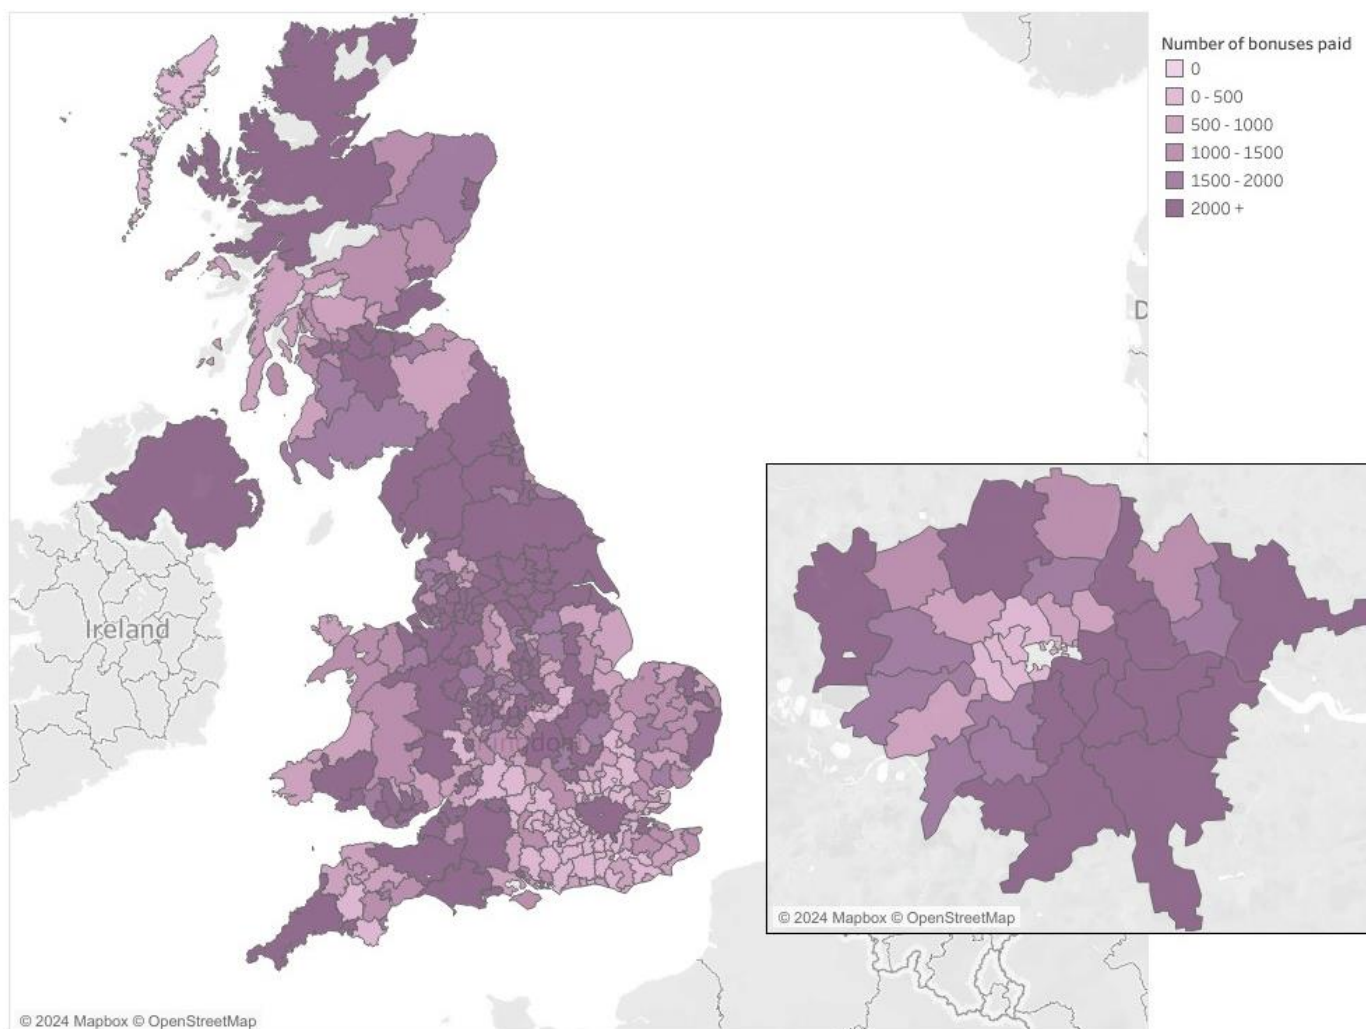 Number of bonuses paid
0
0 - 500
500 - 1000
1000 - 1500
1500 - 2000
2000 +
D
Ireland
Kingdom
© 2024 Mapbox © OpenStreetMap
© 2024 Mapbox © OpenStreetMap